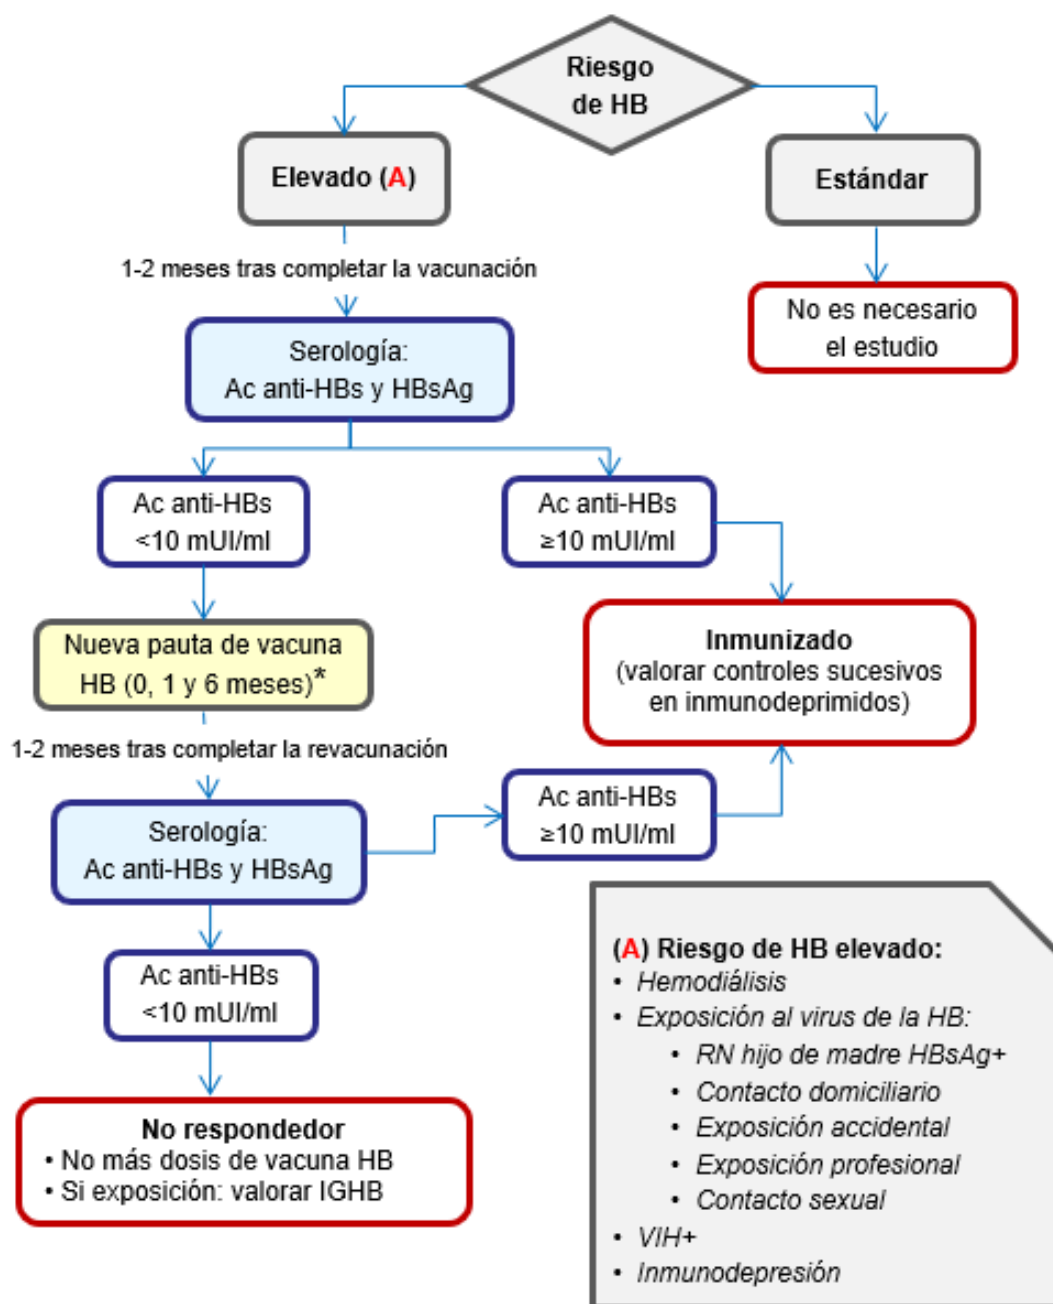 Riesgo
de HB
Elevado (A)
Estándar
1-2 meses tras completar la vacunación
No es necesario
el estudio
Serología:
Ac anti-HBs y HBsAg
Ac anti-HBs
<10 mUI/ml
Ac anti-HBs
≥10 mUI/ml
Nueva pauta de vacuna
HB (0, 1 y 6 meses)*
Inmunizado
(valorar controles sucesivos
en inmunodeprimidos)
1-2 meses tras completar la revacunación
Serología:
Ac anti-HBs y HBsAg
Ac anti-HBs
≥10 mUI/ml
Ac anti-HBs
<10 mUI/ml
No respondedor
• No más dosis de vacuna HB
• Si exposición: valorar IGHB
(A) Riesgo de HB elevado:
• Hemodiálisis
• Exposición al virus de la HB:
• RN hijo de madre HBsAg+
• Contacto domiciliario
• Exposición accidental
• Exposición profesional
• Contacto sexual
• VIH+
• Inmunodepresión